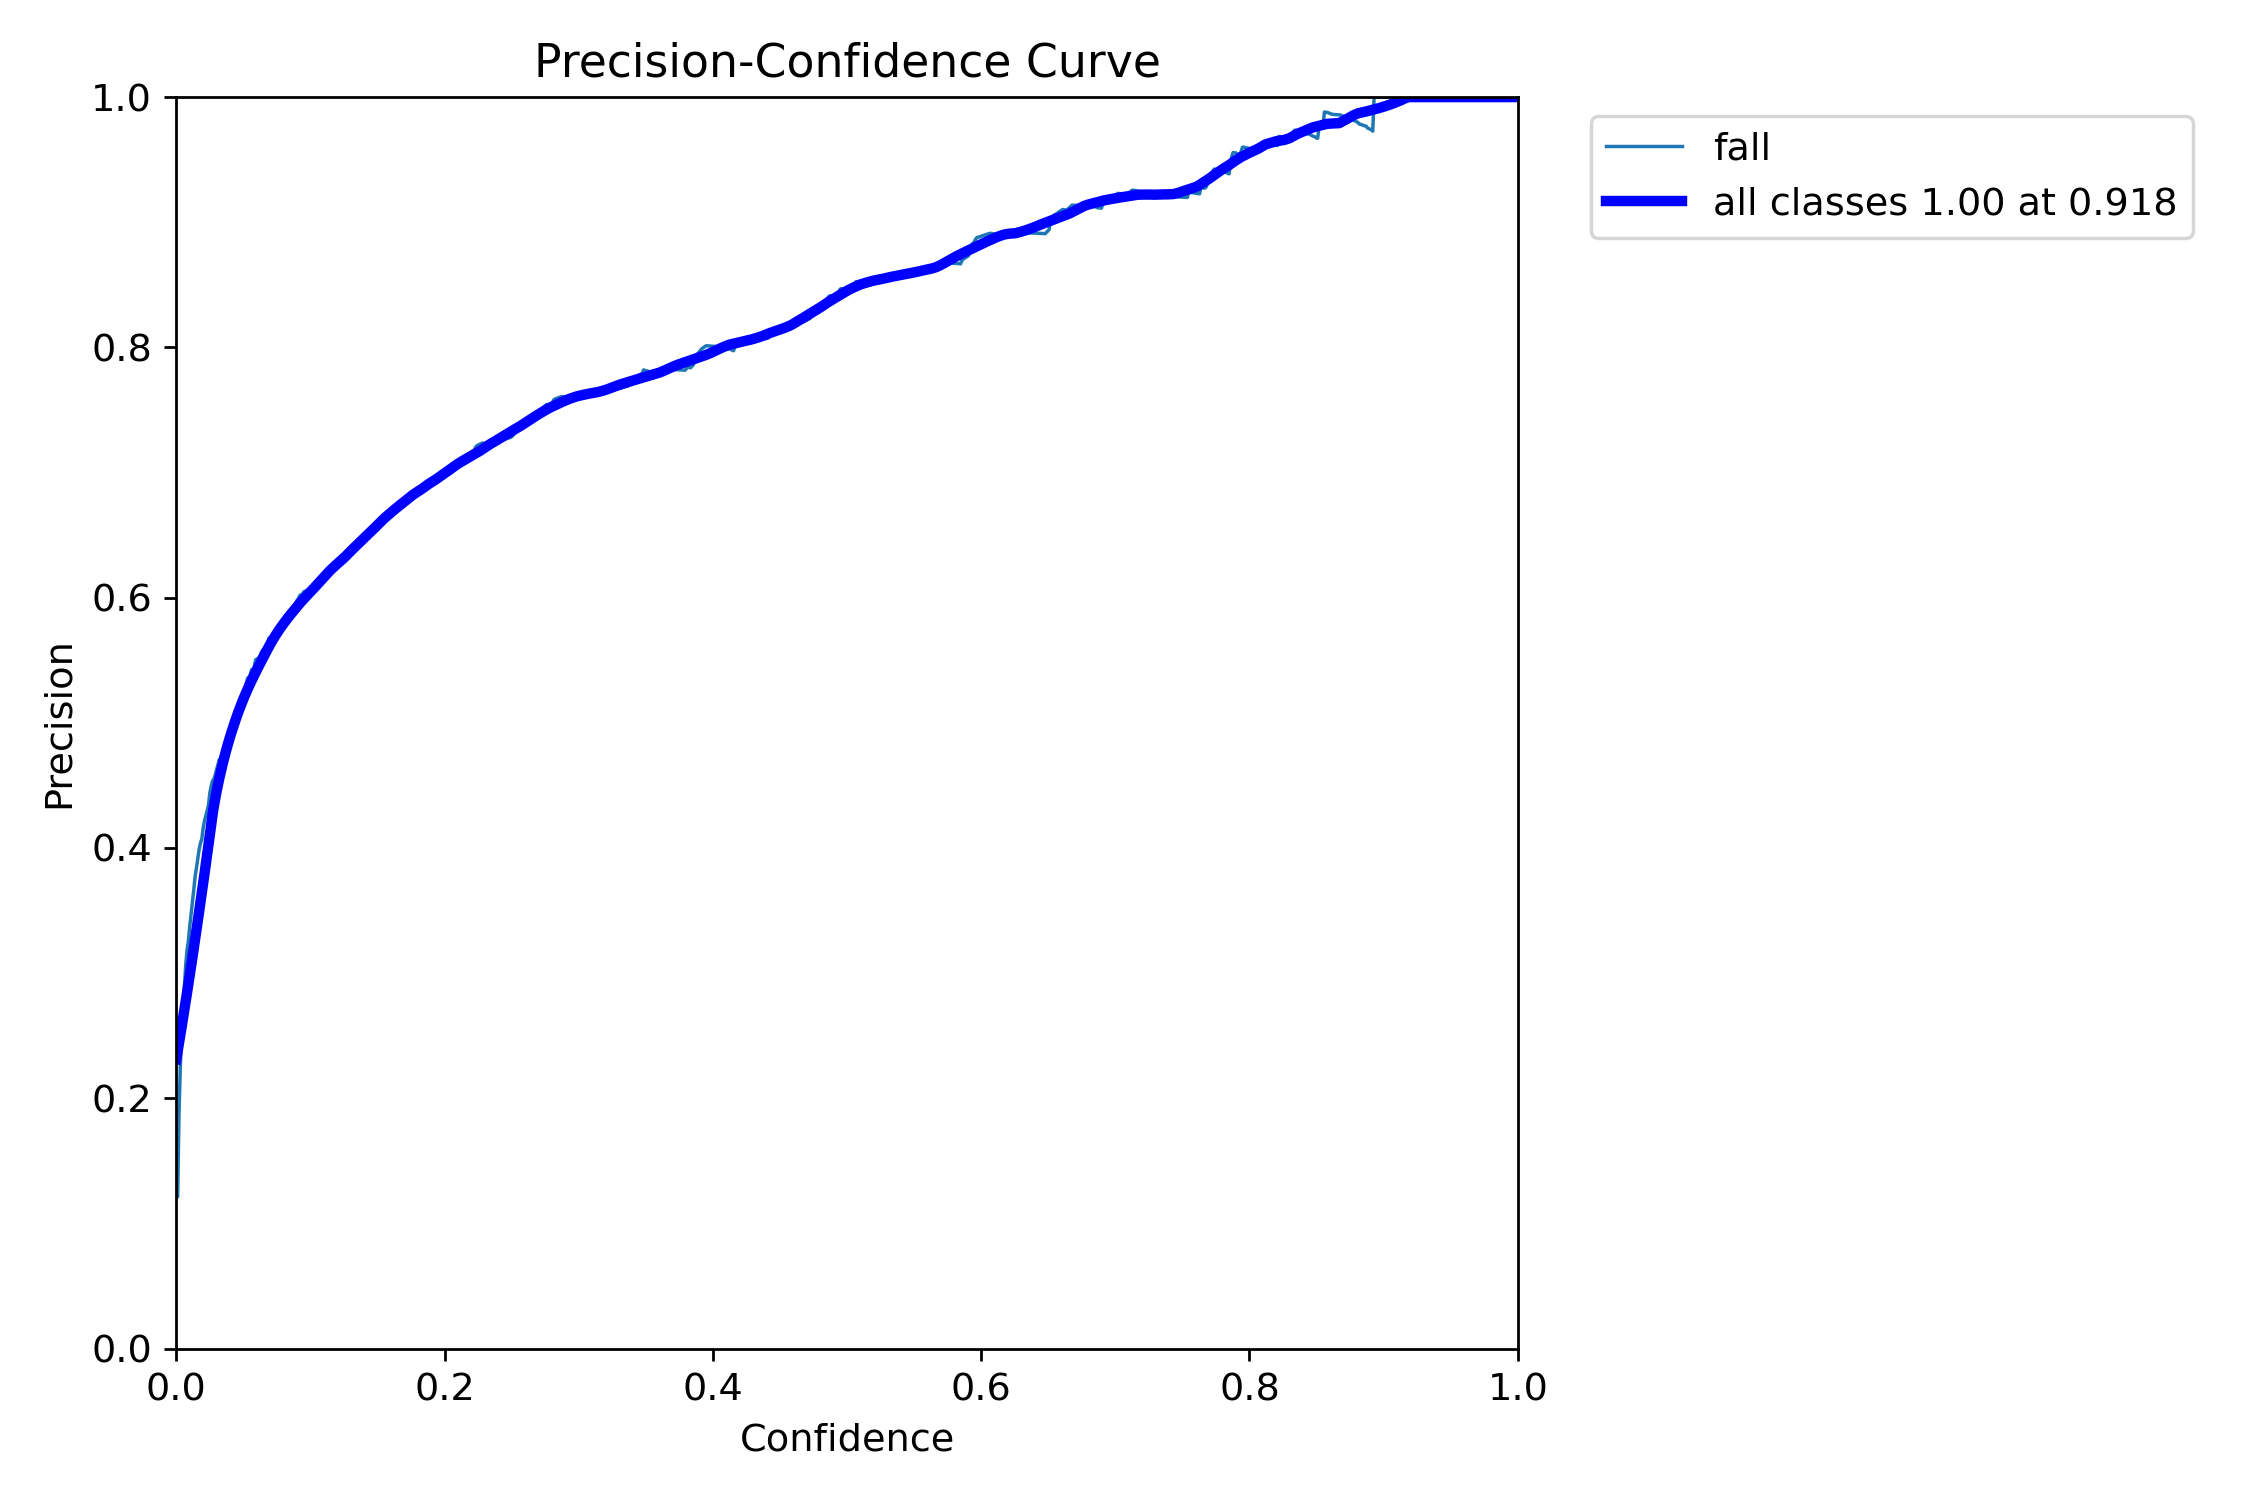 Precision-Confidence Curve
1.0
0.8
0.6
0.4
0.2
0.0
Precision
0.0 0.2 0.4 0.6 0.8 1.0
Confidence
fall
all classes 1.00 at 0.918